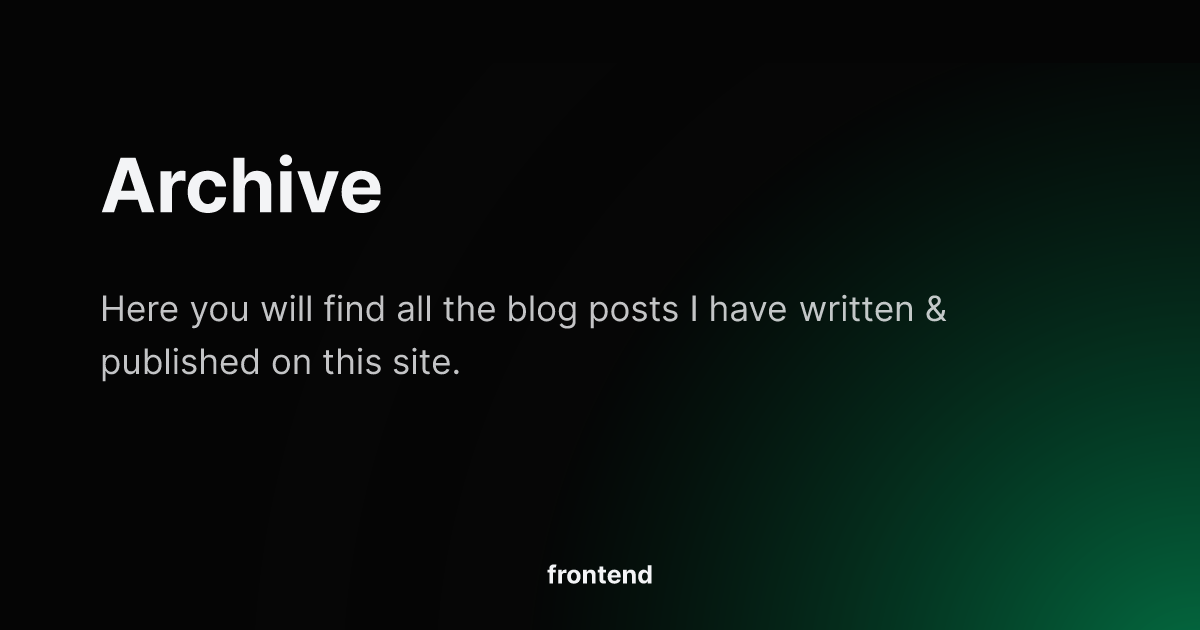 Archive
Here you will find all the blog posts I have written &
published on this site.
frontend